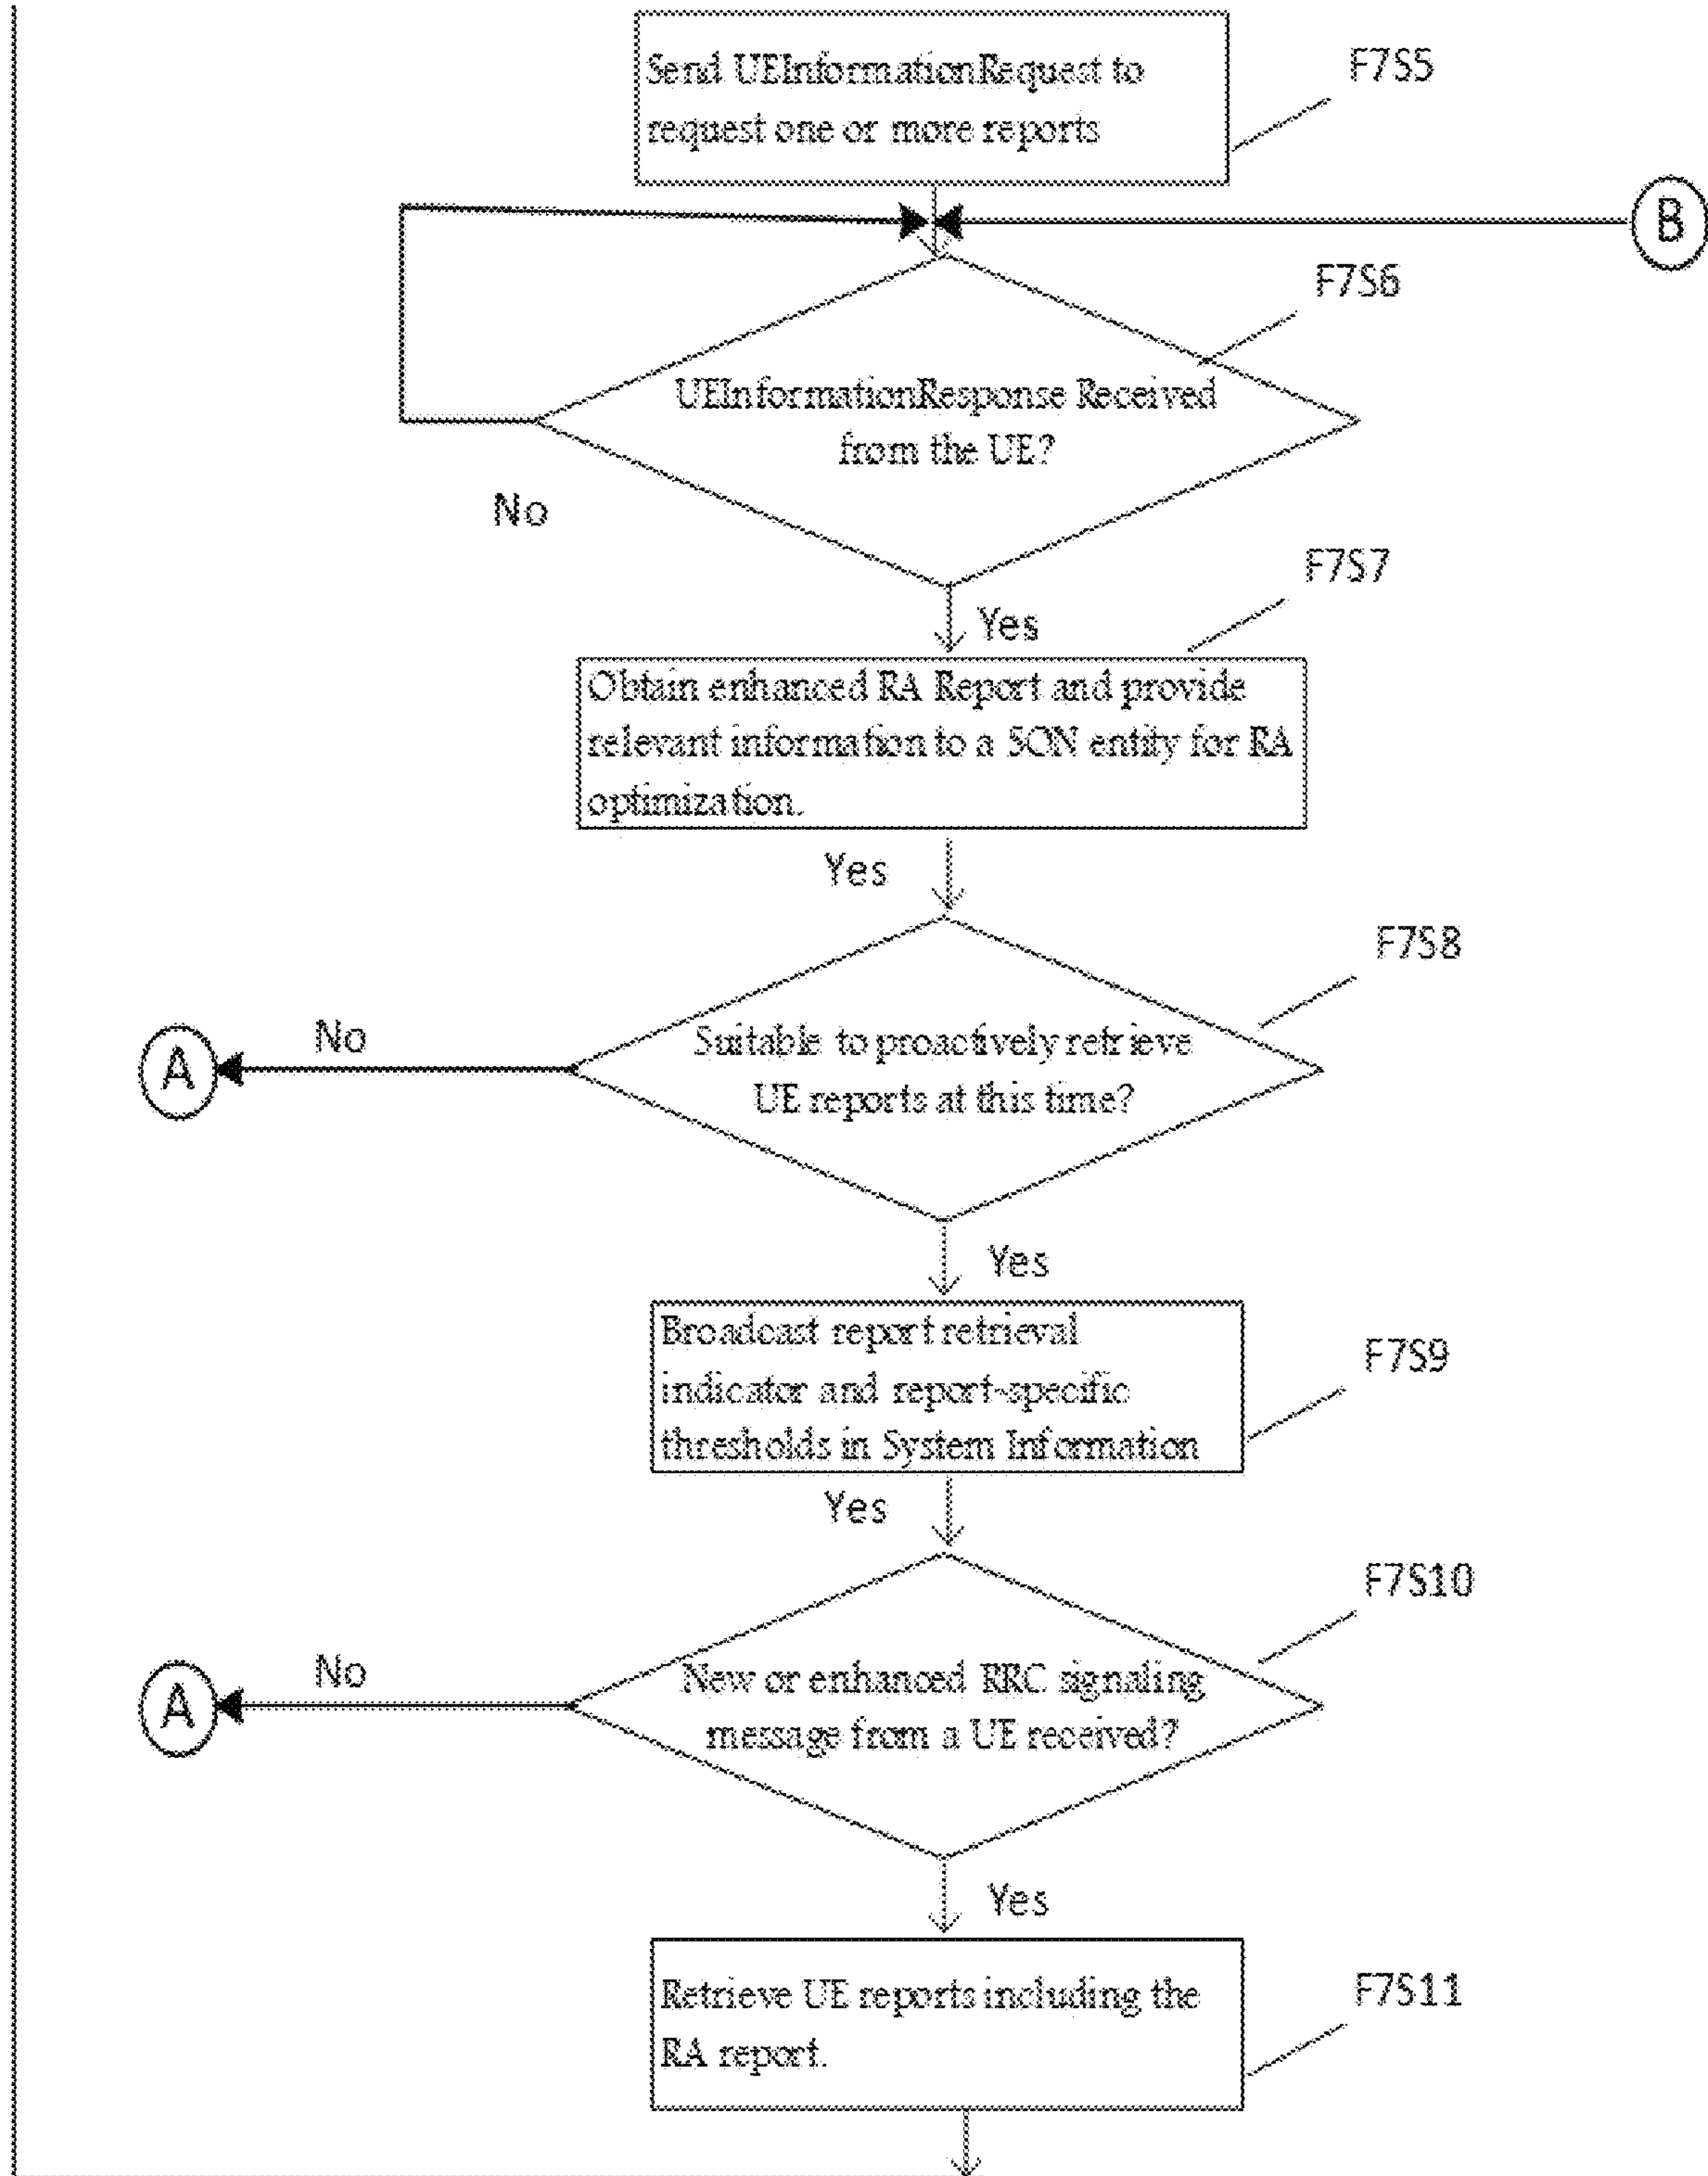 Send UEInformationRequest to
request one or more reports
F7S5
B
F7S6
UEInformationResponse Received
from the UE?
No
F7S7
Yes
Obtain enhanced RA Report and provide
relevant information to a SON entity for RA
optimization.
Yes
F7S8
Suitable to proactively retrieve
UE reports at this time?
No
A
Yes
Broadcast report retrieval
indicator and report-specific
thresholds in System Information
F7S9
Yes
F7S10
New or enhanced RRC signaling
message from a UE received?
No
A
Yes
Retrieve UE reports including the
RA report.
F7S11